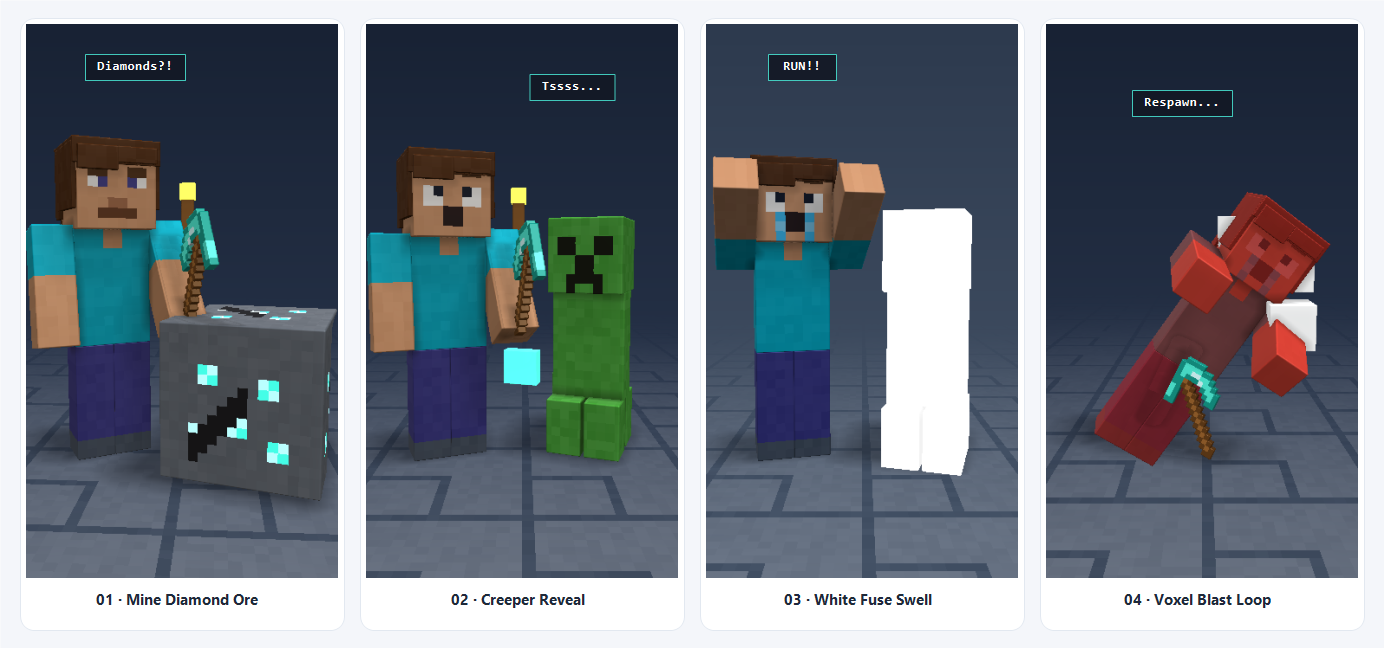 Diamonds?!
Tssss...
RUN!!
Respawn...
01 · Mine Diamond Ore
02 · Creeper Reveal
03 · White Fuse Swell
04 · Voxel Blast Loop